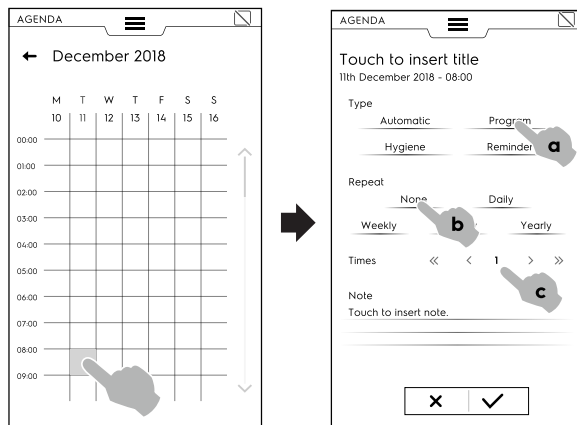 AGENDA
December 2018
M T W T F S S
10 11 12 13 14 15 16
00:00
01:00
02:00
03:00
04:00
05:00
06:00
07:00
08:00
09:00
AGENDA
Touch to insert title
11th December 2018 - 08:00
Type
Automatic
Hygiene Reminder
a
Repeat
None Daily
Weekly Yearly
b
Times « < 1 > »
c
Note
Touch to insert note.